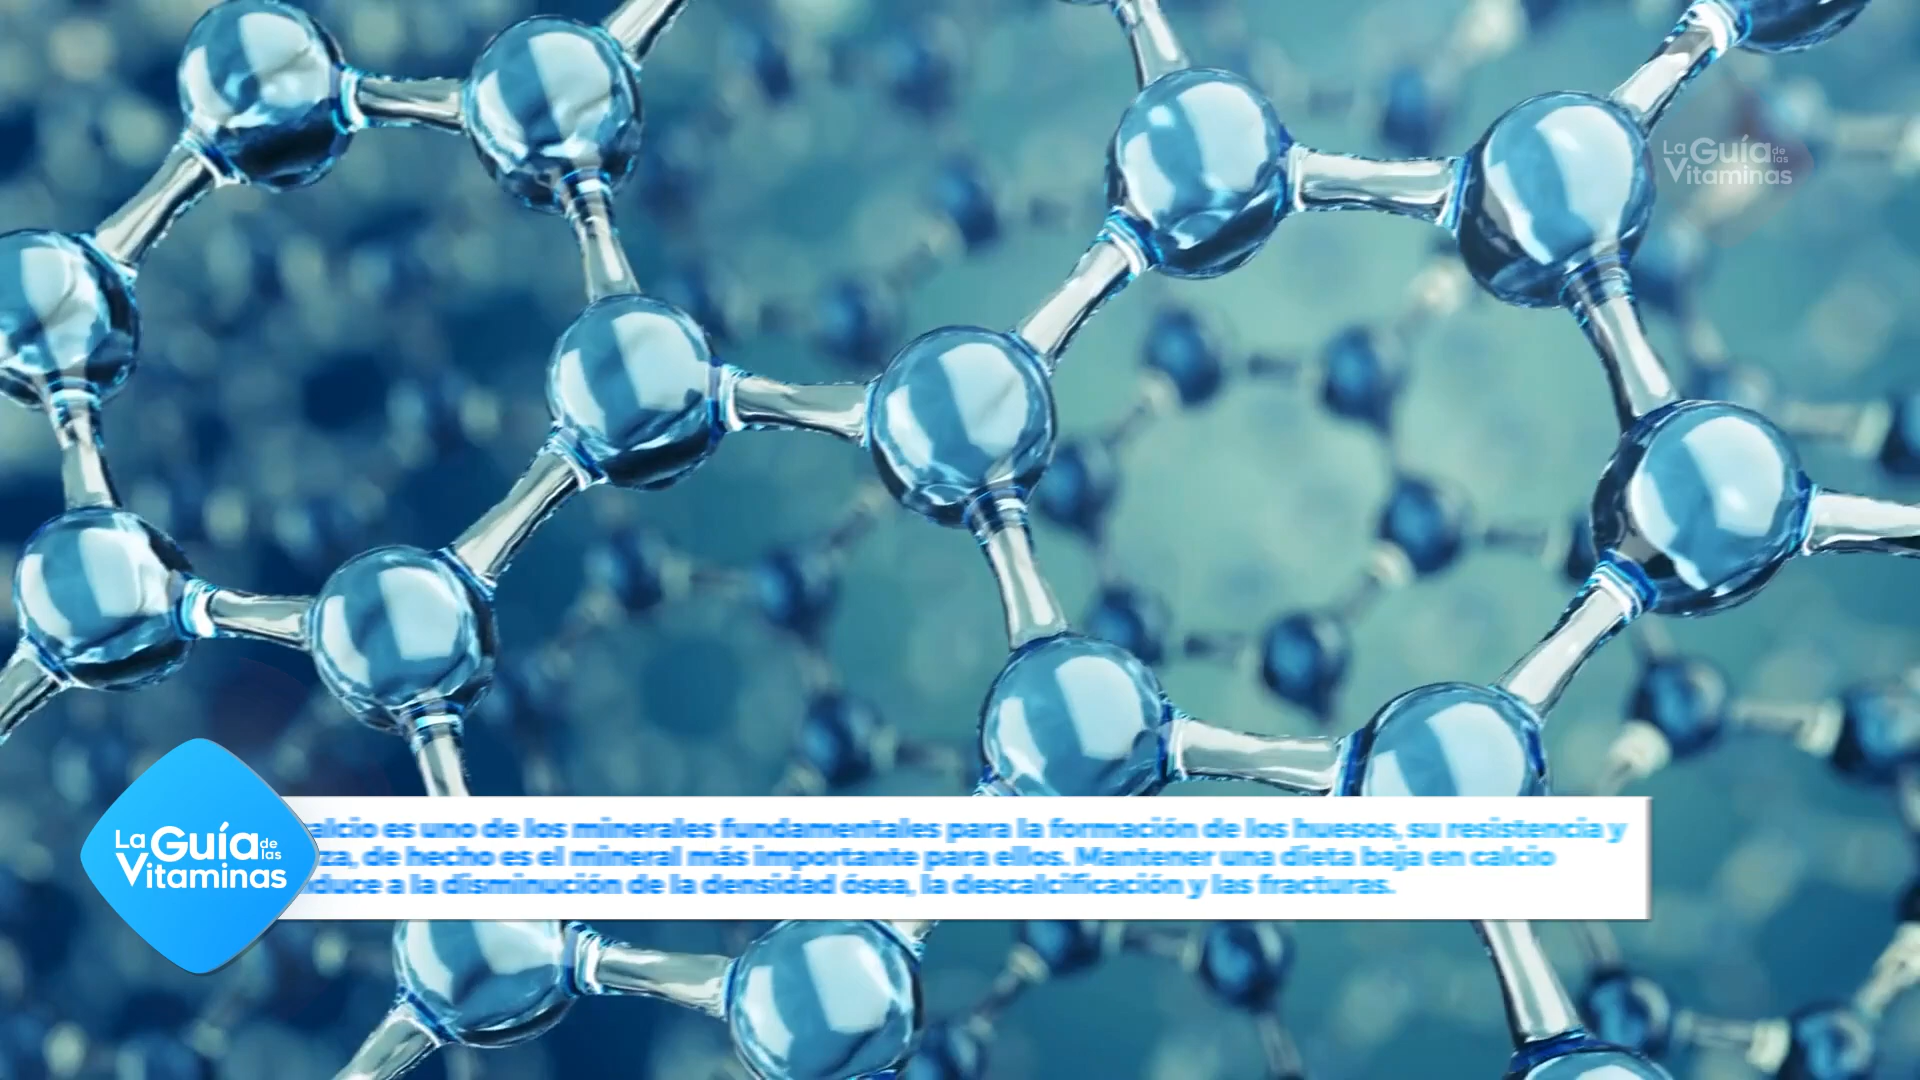 La Guía de las
Vitaminas
alcio es uno de los minerales fundamentales para la formación de los huesos, su resistencia y
za, de hecho es el mineral más importante para ellos. Mantener una dieta baja en calcio
duce a la disminución de la densidad ósea, la descalcificación y las fracturas.
La Guía de las
Vitaminas